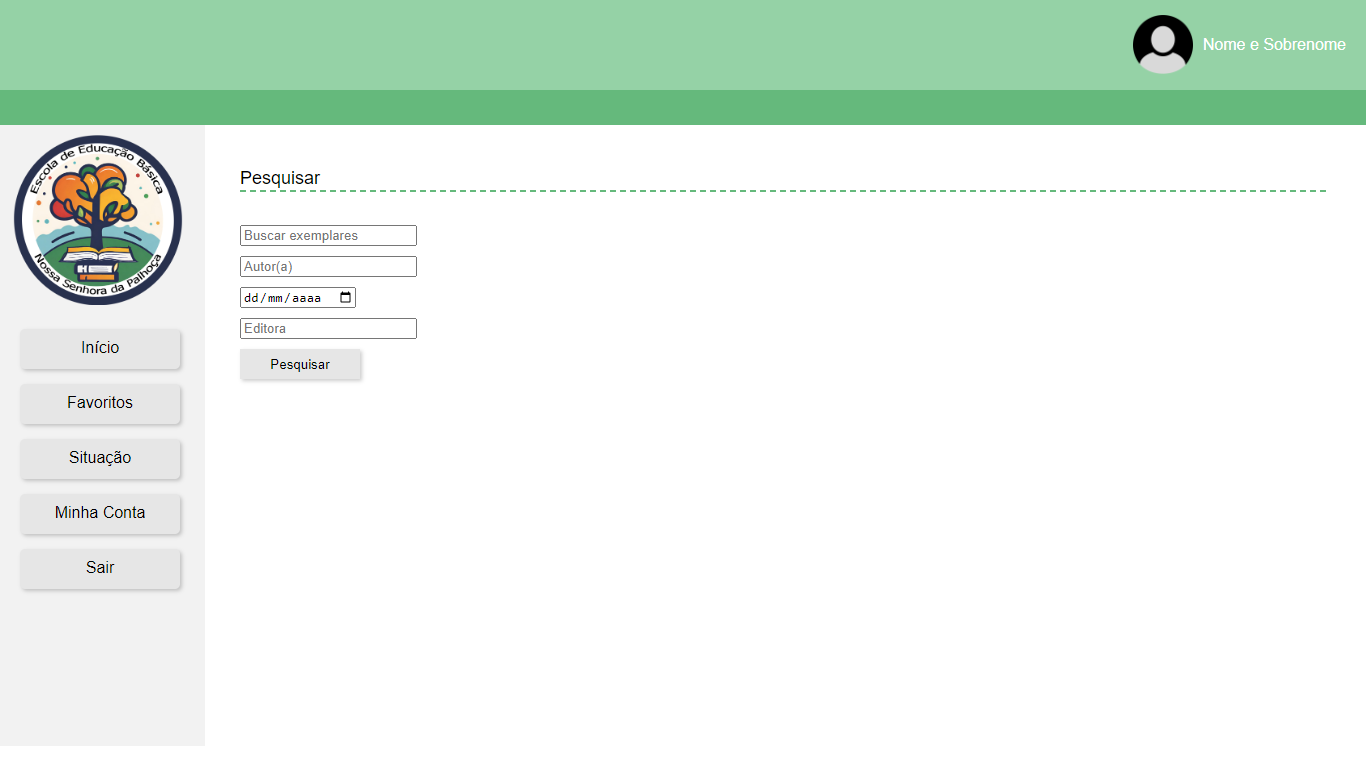 Nome e Sobrenome
Escola de Educação Básica
Nossa Senhora da Palhoça
Início
Favoritos
Situação
Minha Conta
Sair
Pesquisar
Buscar exemplares
Autor(a)
dd/mm/aaaa
Editora
Pesquisar